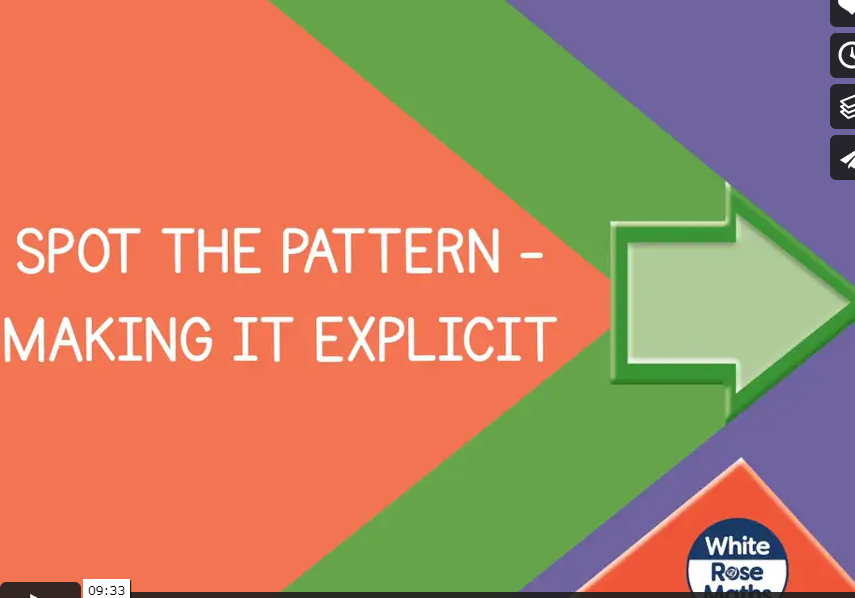 SPOT THE PATTERN -
MAKING IT EXPLICIT
White
Rose
Maths
09:33